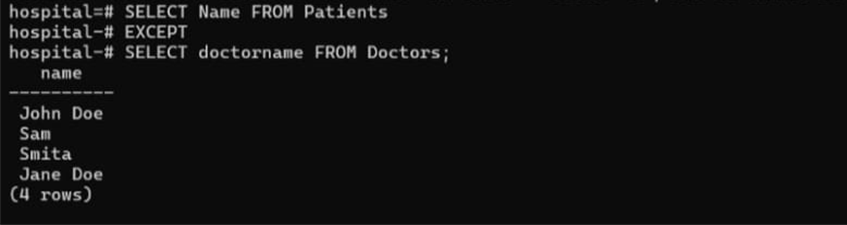 hospital=# SELECT Name FROM Patients
hospital-# EXCEPT
hospital-# SELECT doctorname FROM Doctors;
name
----------
John Doe
Sam
Smita
Jane Doe
(4 rows)